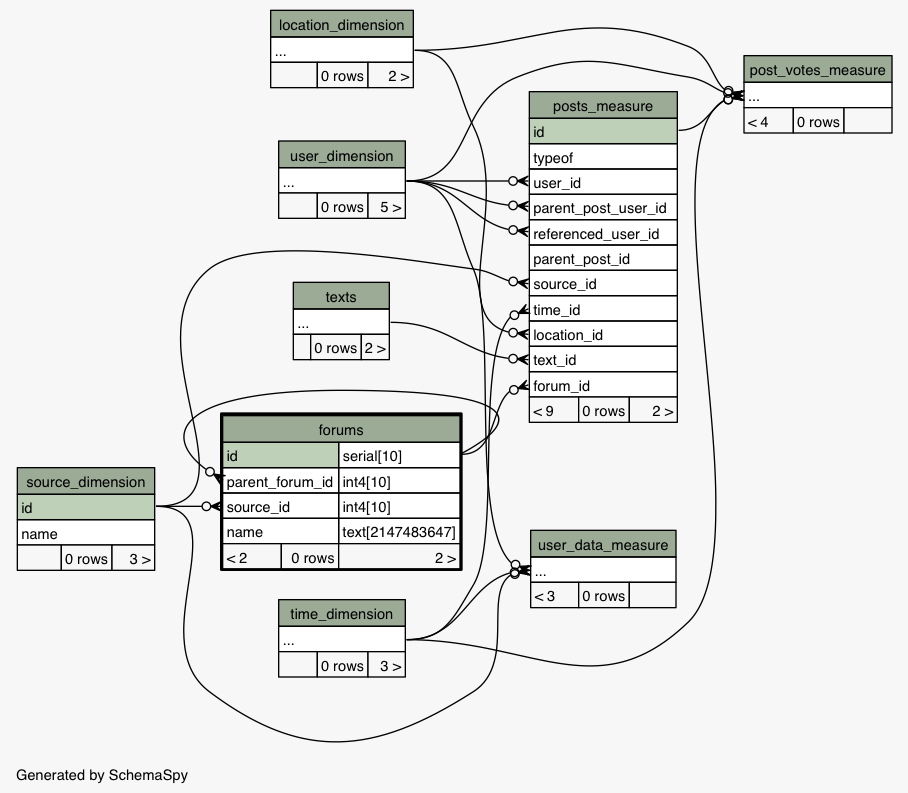 location_dimension
...
0 rows 2 >
post_votes_measure
...
< 4 0 rows
posts_measure
id
typeof
user_id
parent_post_user_id
referenced_user_id
parent_post_id
source_id
time_id
location_id
text_id
forum_id
< 9 0 rows 2 >
user_dimension
...
0 rows 5 >
texts
...
0 rows 2 >
forums
id serial[10]
parent_forum_id int4[10]
source_id int4[10]
name text[2147483647]
< 2 0 rows 2 >
source_dimension
id
name
0 rows 3 >
user_data_measure
...
< 3 0 rows
time_dimension
...
0 rows 3 >
Generated by SchemaSpy